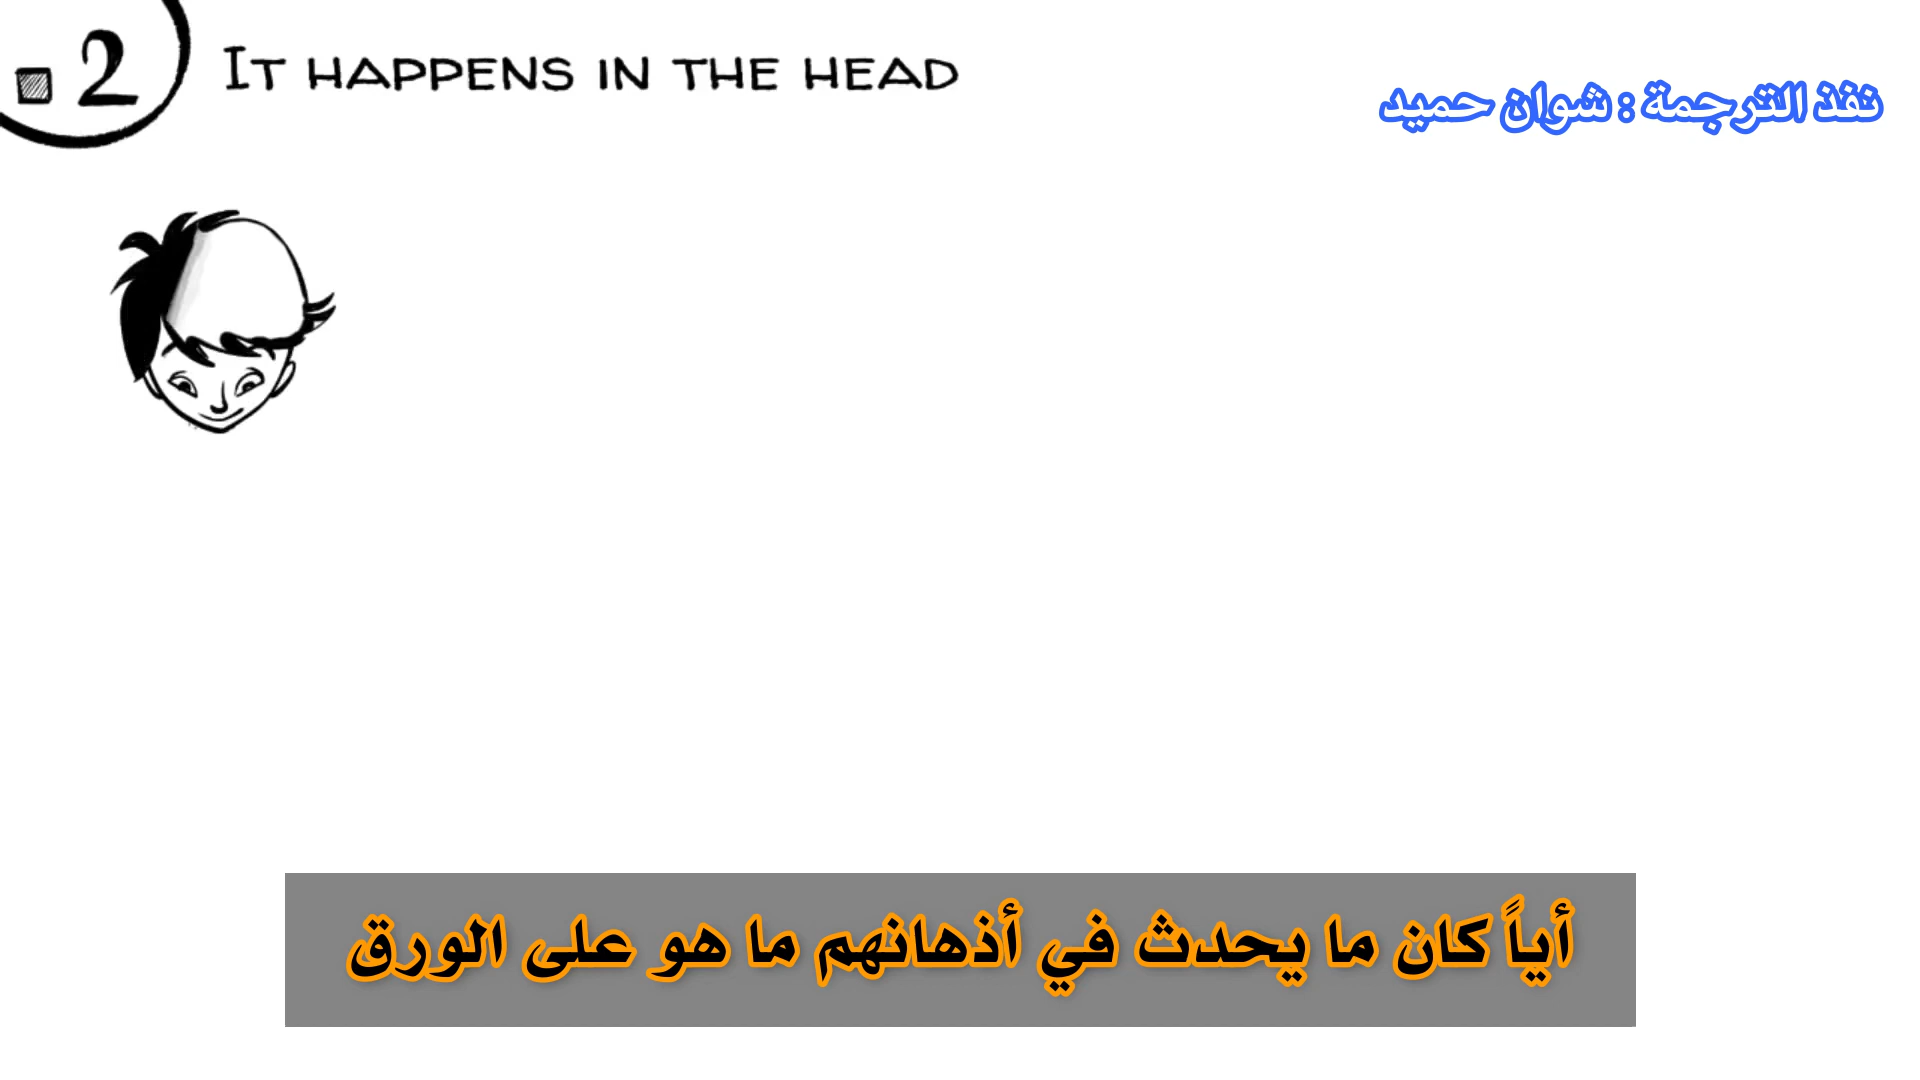 2 IT HAPPENS IN THE HEAD
نفذ الترجمة : شوان حميد
أياً كان ما يحدث في أذهانهم ما هو على الورق